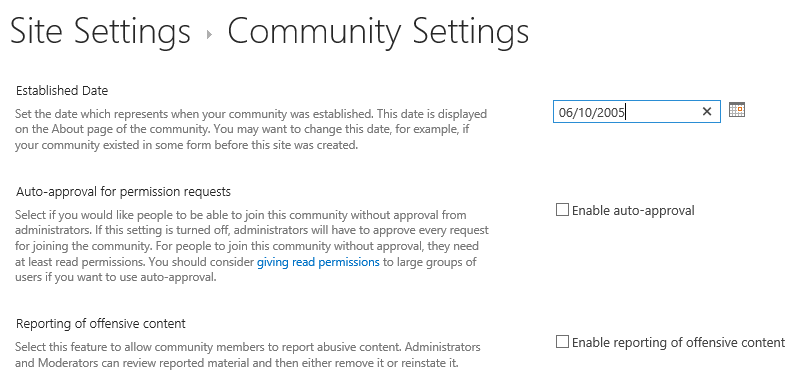 Site Settings › Community Settings
Established Date
Set the date which represents when your community was established. This date is displayed
on the About page of the community. You may want to change this date, for example, if
your community existed in some form before this site was created.
06/10/2005
Auto-approval for permission requests
Select if you would like people to be able to join this community without approval from
administrators. If this setting is turned off, administrators will have to approve every request
for joining the community. For people to join this community without approval, they need
at least read permissions. You should consider giving read permissions to large groups of
users if you want to use auto-approval.
Enable auto-approval
Reporting of offensive content
Select this feature to allow community members to report abusive content. Administrators
and Moderators can review reported material and then either remove it or reinstate it.
Enable reporting of offensive content